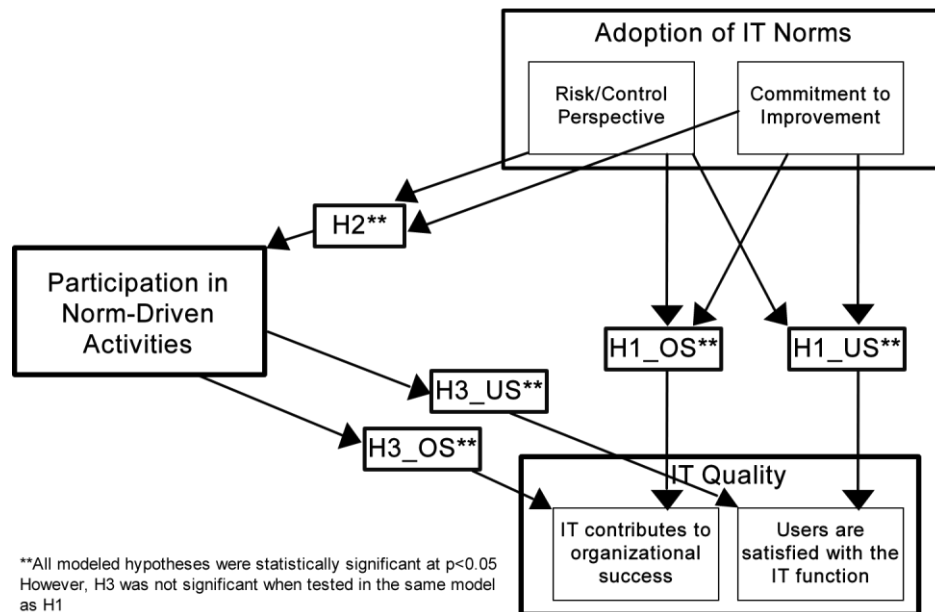 Adoption of IT Norms
Risk/Control
Perspective
Commitment to
Improvement
H2**
Participation in
Norm-Driven
Activities
H1_OS**
H1_US**
H3_US**
H3_OS**
IT Quality
IT contributes to
organizational
success
Users are
satisfied with the
IT function
**All modeled hypotheses were statistically significant at p<0.05
However, H3 was not significant when tested in the same model
as H1